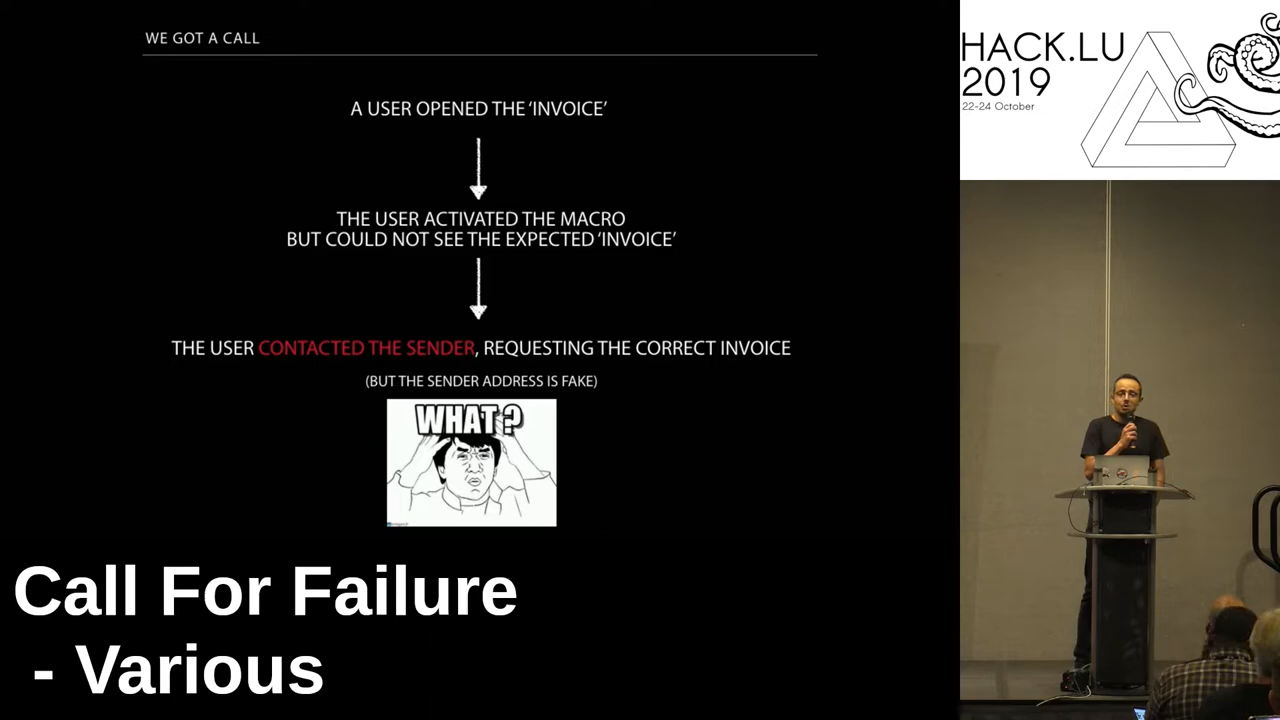 WE GOT A CALL
A USER OPENED THE ‘INVOICE’
THE USER ACTIVATED THE MACRO
BUT COULD NOT SEE THE EXPECTED ‘INVOICE’
THE USER CONTACTED THE SENDER, REQUESTING THE CORRECT INVOICE
(BUT THE SENDER ADDRESS IS FAKE)
WHAT?
Call For Failure
- Various
HACK.LU
2019
22-24 October